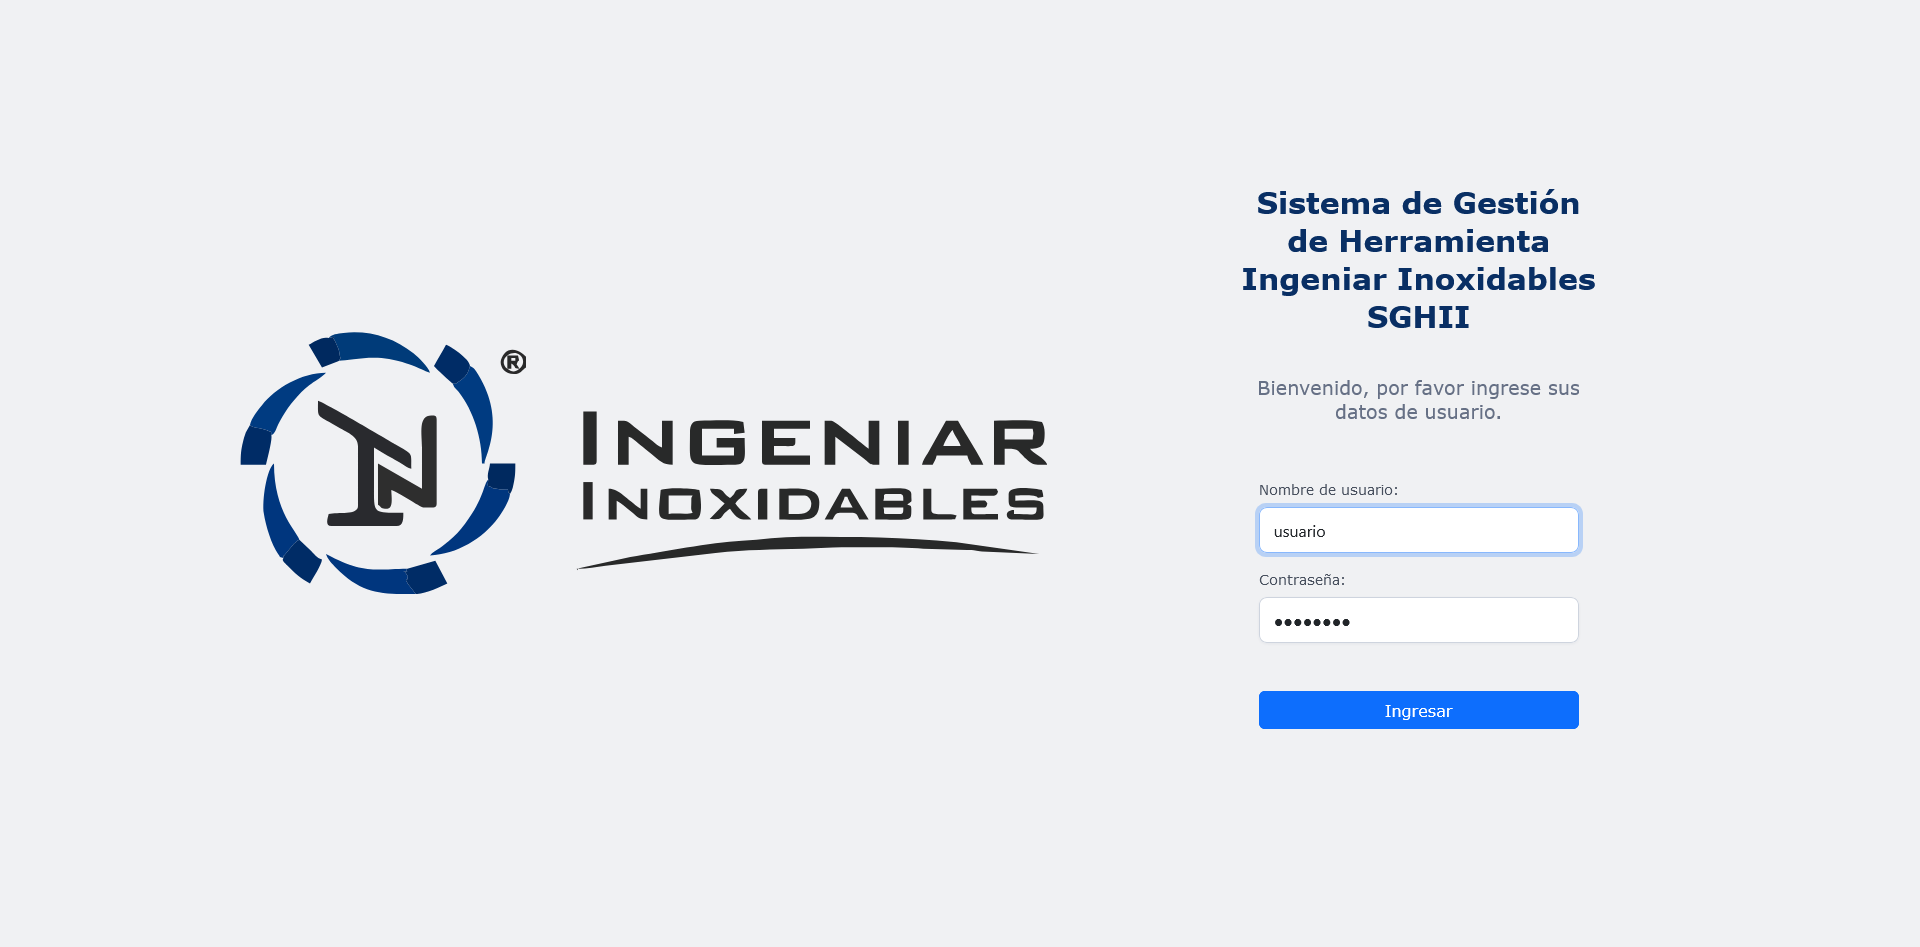 ®
INGENIAR
INOXIDABLES
Sistema de Gestión
de Herramienta
Ingeniar Inoxidables
SGHII
Bienvenido, por favor ingrese sus
datos de usuario.
Nombre de usuario:
usuario
Contraseña:
••••••••
Ingresar